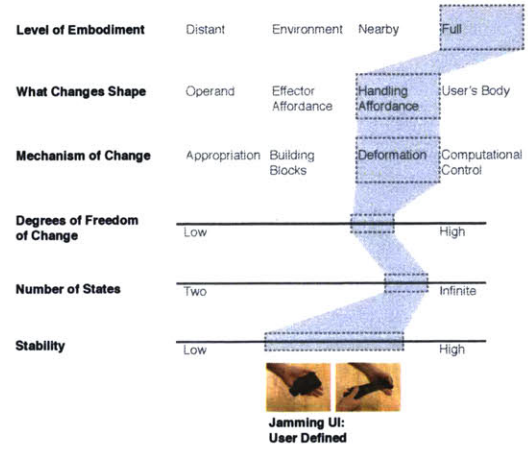 Level of Embodiment Distant Environment Nearby Full
What Changes Shape Operand Effector Affordance Handling Affordance User's Body
Mechanism of Change Appropriation Building Blocks Deformation Computational Control
Degrees of Freedom of Change Low High
Number of States Two Infinite
Stability Low High
Jamming UI:
User Defined